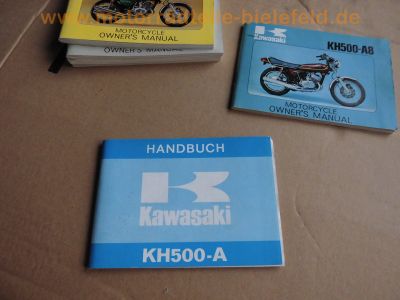 www.motorradteile-bielefeld.de
MOTORCYCLE
OWNER'S MANUAL
OWNER'S MANUAL
Kawasaki
KH500-A8
MOTORCYCLE
OWNER'S MANUAL
HANDBUCH
Kawasaki
KH500-A